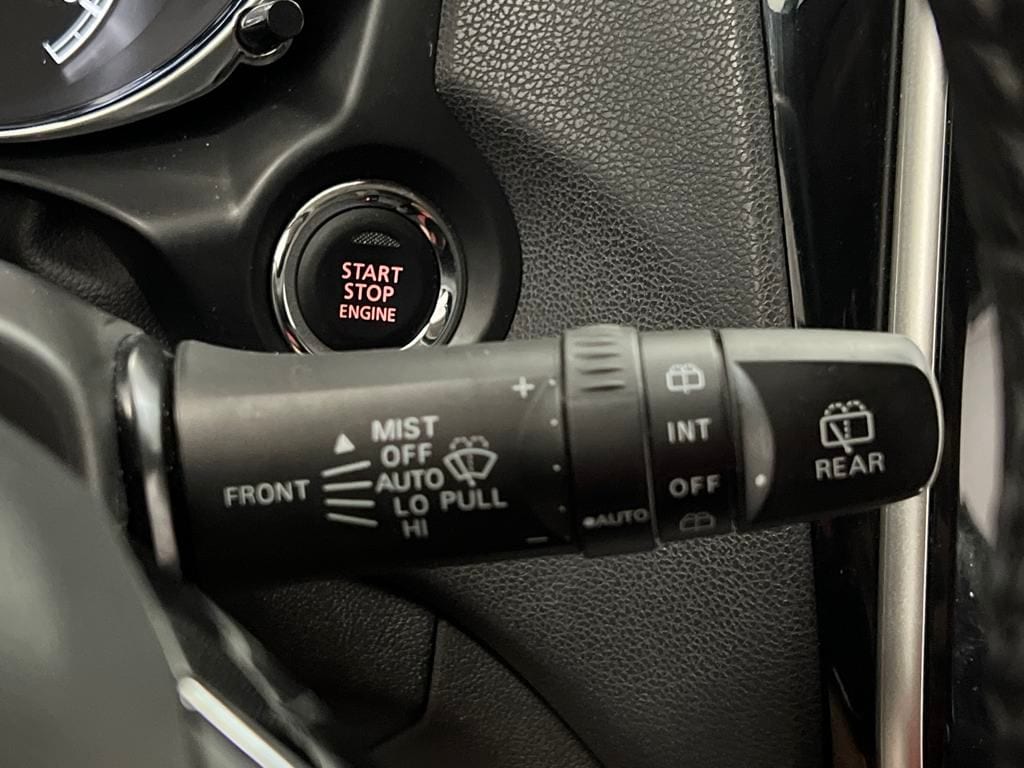 START
STOP
ENGINE
+
MIST
OFF
AUTO
FRONT
LO PULL
HI
-
AUTO
INT
OFF
REAR